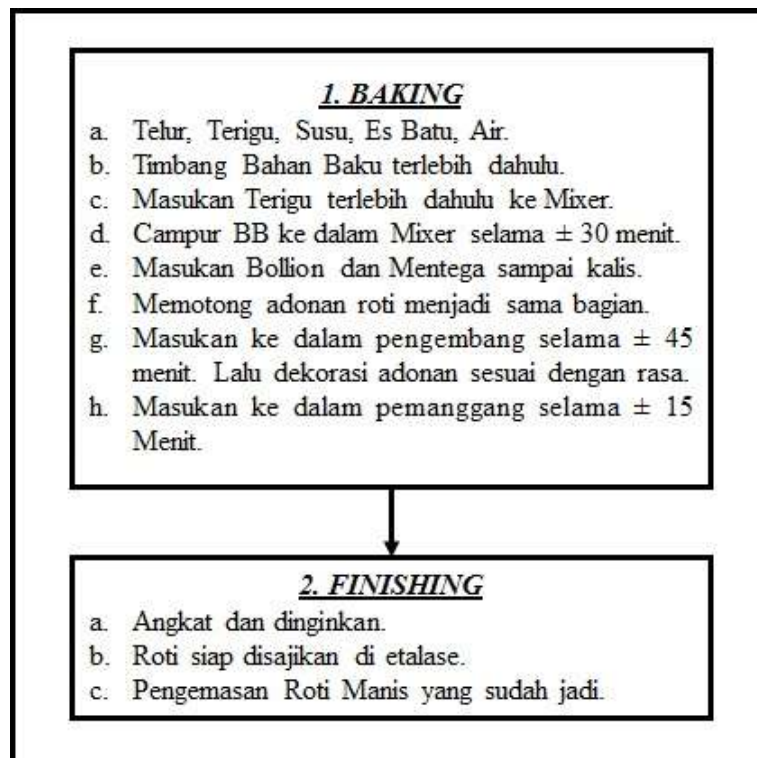 1. BAKING
a. Telur, Terigu, Susu, Es Batu, Air.
b. Timbang Bahan Baku terlebih dahulu.
c. Masukan Terigu terlebih dahulu ke Mixer.
d. Campur BB ke dalam Mixer selama ± 30 menit.
e. Masukan Bollion dan Mentega sampai kalis.
f. Memotong adonan roti menjadi sama bagian.
g. Masukan ke dalam pengembang selama ± 45
menit. Lalu dekorasi adonan sesuai dengan rasa.
h. Masukan ke dalam pemanggang selama ± 15
Menit.
2. FINISHING
a. Angkat dan dinginkan.
b. Roti siap disajikan di etalase.
c. Pengemasan Roti Manis yang sudah jadi.